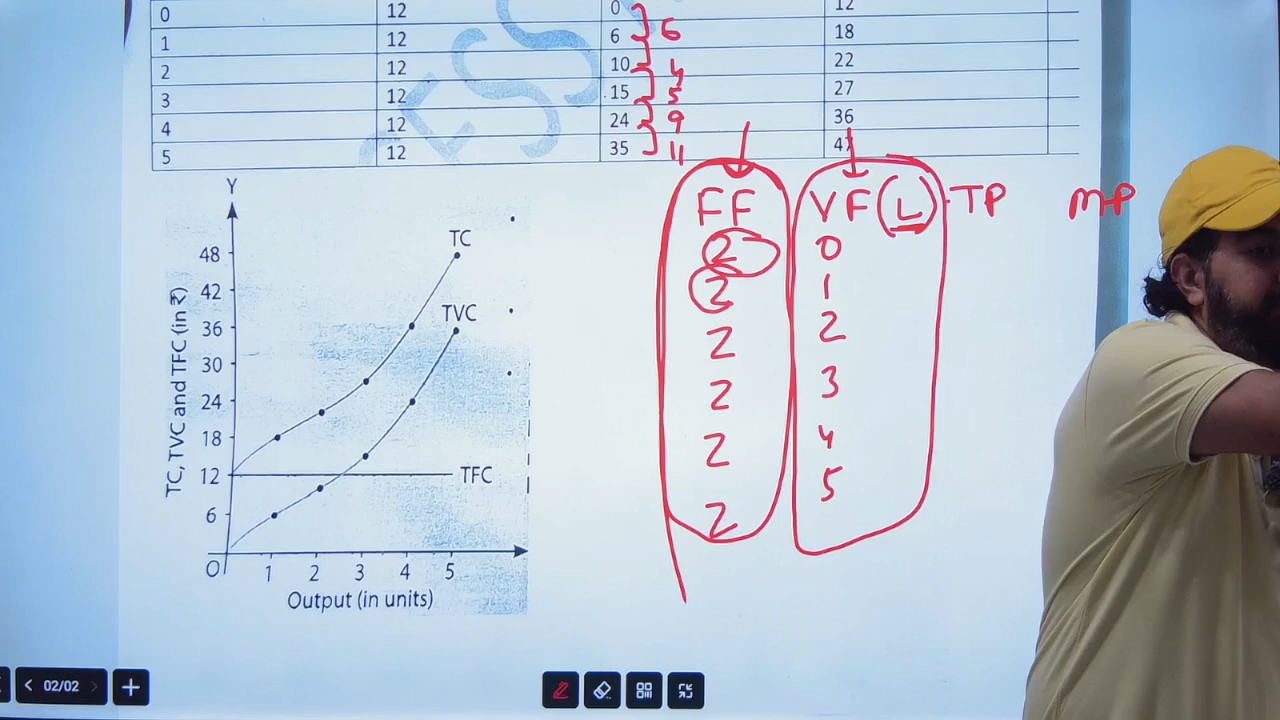 0 12 0 12
1 12 6 6 18
2 12 10 4 22
3 12 15 5 27
4 12 24 9 36
5 12 35 11
Y
TC, TVC and TFC (in ₹)
48
42
36
30
24
18
12
6
O
TC
TVC
TFC
1 2 3 4 5
Output (in units)
FF VF (L) TP MP
2 0
2 1
2 2
2 3
2 4
2 5
02/02